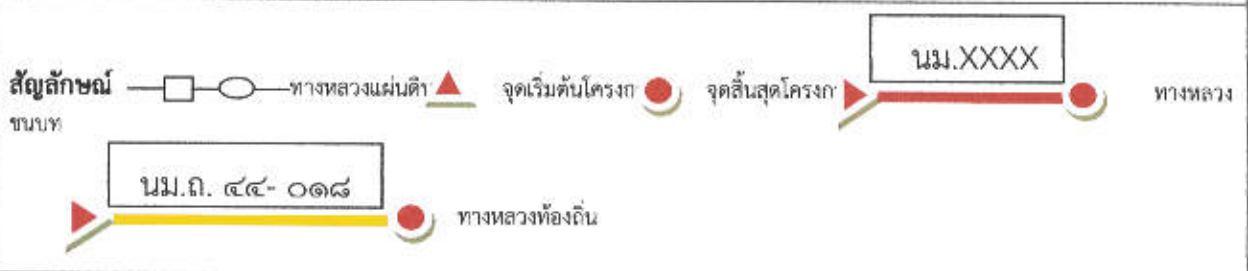 นม.XXXX
สัญลักษณ์ ทางหลวงแผ่นดิน จุดเริ่มต้นโครงก จุดสิ้นสุดโครงก ทางหลวง
ชนบท
นม.ถ. ๔๔- ๐๑๘
ทางหลวงท้องถิ่น